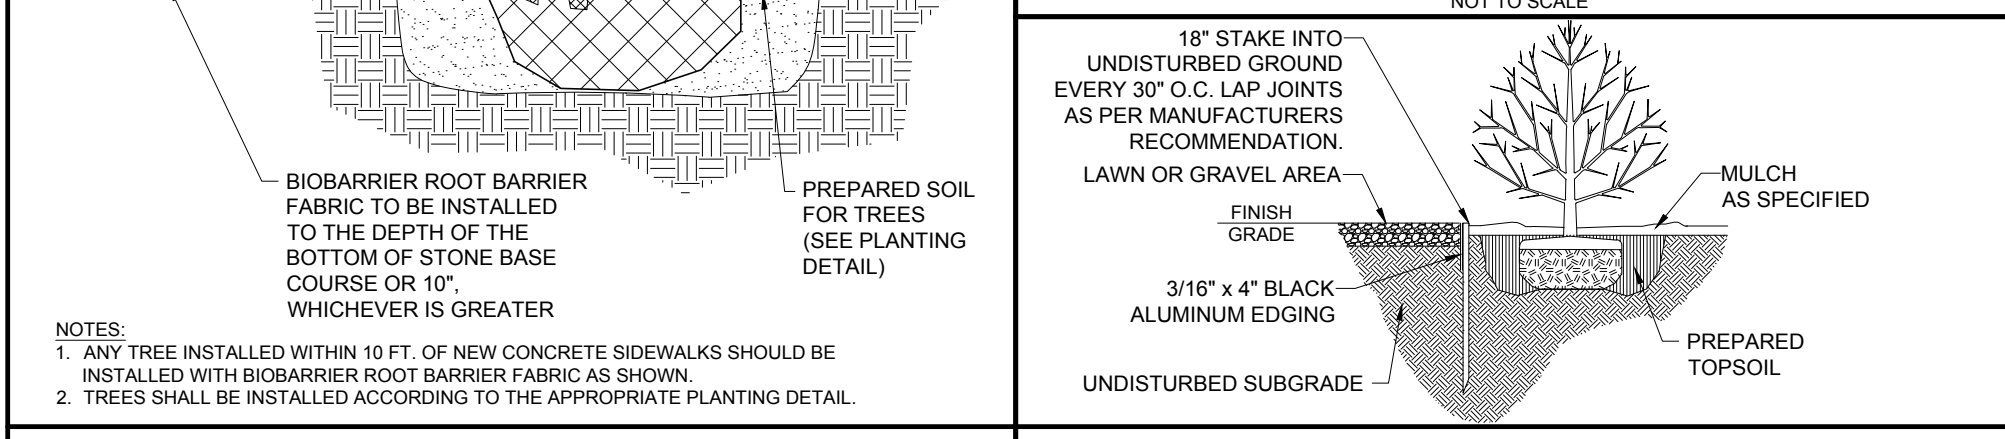 NOT TO SCALE
BIOBARRIER ROOT BARRIER
FABRIC TO BE INSTALLED
TO THE DEPTH OF THE
BOTTOM OF STONE BASE
COURSE OR 10",
WHICHEVER IS GREATER
PREPARED SOIL
FOR TREES
(SEE PLANTING
DETAIL)
NOTES:
1. ANY TREE INSTALLED WITHIN 10 FT. OF NEW CONCRETE SIDEWALKS SHOULD BE
INSTALLED WITH BIOBARRIER ROOT BARRIER FABRIC AS SHOWN.
2. TREES SHALL BE INSTALLED ACCORDING TO THE APPROPRIATE PLANTING DETAIL.
18" STAKE INTO
UNDISTURBED GROUND
EVERY 30" O.C. LAP JOINTS
AS PER MANUFACTURERS
RECOMMENDATION.
LAWN OR GRAVEL AREA
FINISH
GRADE
3/16" x 4" BLACK
ALUMINUM EDGING
UNDISTURBED SUBGRADE
MULCH
AS SPECIFIED
PREPARED
TOPSOIL